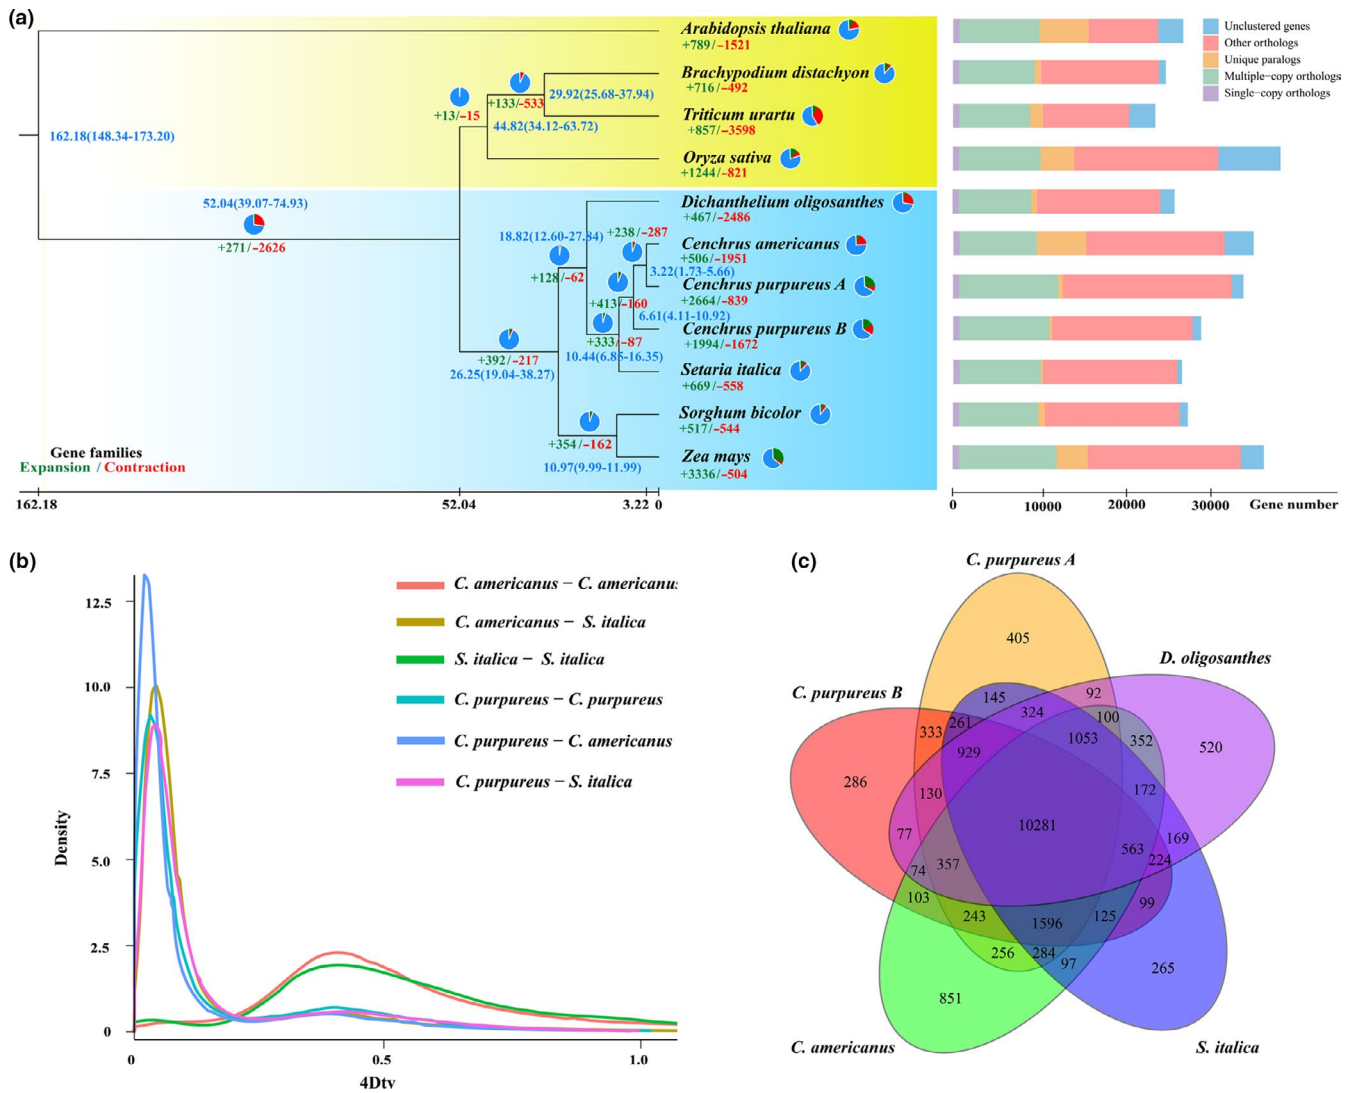 (a)
Arabidopsis thaliana
+789/−1521
Brachypodium distachyon
+716/−492
Triticum urartu
+857/−3598
Oryza sativa
+1244/−821
Dichanthelium oligosanthes
+467/−2486
Cenchrus americanus
+506/−1951
Cenchrus purpureus A
+2664/−839
Cenchrus purpureus B
+1994/−1672
Setaria italica
+669/−558
Sorghum bicolor
+517/−544
Zea mays
+3336/−504
162.18(148.34-173.20)
+13/−15
+133/−533
29.92(25.68-37.94)
44.82(34.12-63.72)
52.04(39.07-74.93)
+271/−2626
18.82(12.60-27.84)
+238/−287
+128/−62
3.22(1.73-5.66)
+413/−160
6.61(4.11-10.92)
+333/−87
10.44(6.85-16.35)
+392/−217
26.25(19.04-38.27)
+354/−162
10.97(9.99-11.99)
Gene families
Expansion / Contraction
162.18
52.04
3.22
0
Unclustered genes
Other orthologs
Unique paralogs
Multiple−copy orthologs
Single−copy orthologs
0
10000
20000
30000
Gene number
(b)
12.5
10.0
7.5
5.0
2.5
0
Density
0
0.5
1.0
4Dtv
C. americanus − C. americanus
C. americanus − S. italica
S. italica − S. italica
C. purpureus − C. purpureus
C. purpureus − C. americanus
C. purpureus − S. italica
(c)
C. purpureus A
D. oligosanthes
C. purpureus B
405
145
92
324
100
261
333
929
1053
352
520
286
130
172
10281
77
169
563
224
357
74
103
99
243
1596
125
256
284
97
265
851
C. americanus
S. italica